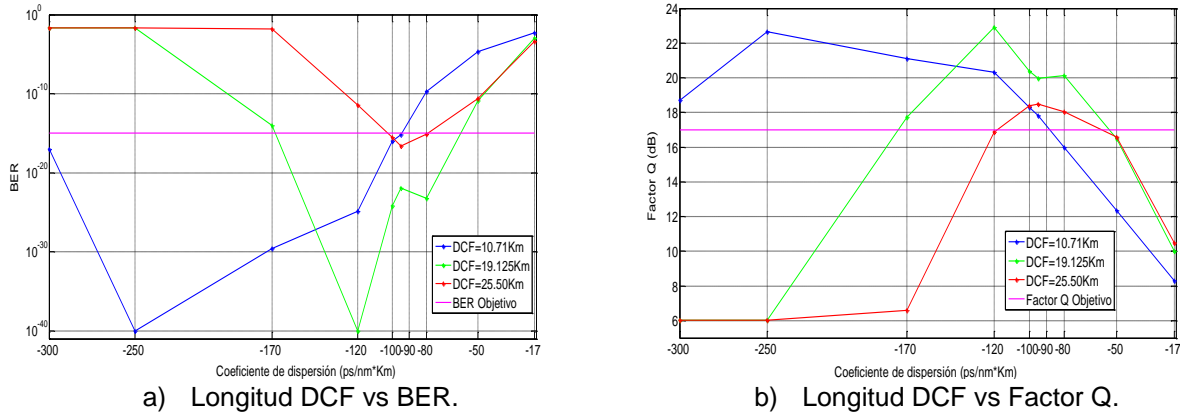 10^0
10^-10
10^-20
10^-30
10^-40
BER
-300
-250
-170
-120
-100
-90
-80
-50
-17
Coeficiente de dispersión (ps/nm*Km)
DCF=10.71Km
DCF=19.125Km
DCF=25.50Km
BER Objetivo
a) Longitud DCF vs BER.
24
22
20
18
16
14
12
10
8
6
Factor Q (dB)
-300
-250
-170
-120
-100
-90
-80
-50
-17
Coeficiente de dispersión (ps/nm*Km)
DCF=10.71Km
DCF=19.125Km
DCF=25.50Km
Factor Q Objetivo
b) Longitud DCF vs Factor Q.